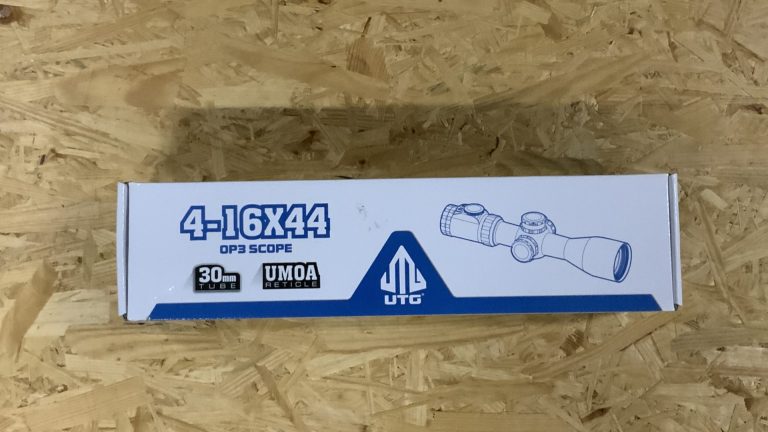 4-16X44
OP3 SCOPE
30mm
TUBE
UMOA
RETICLE
UTG®